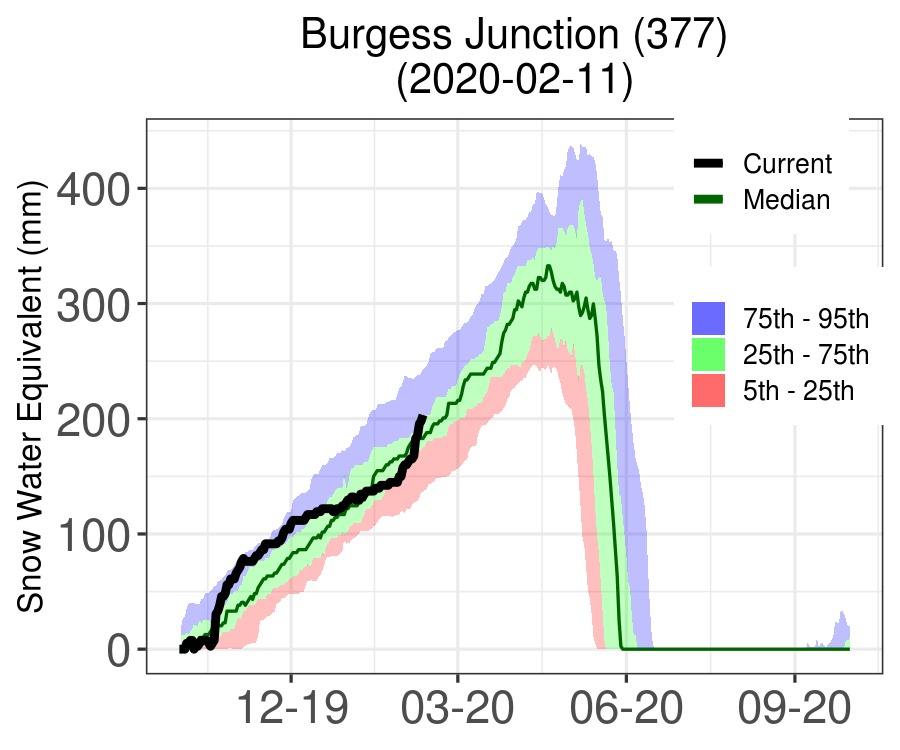 Burgess Junction (377)
(2020-02-11)
Current
Median
75th - 95th
25th - 75th
5th - 25th
Snow Water Equivalent (mm)
400
300
200
100
0
12-19
03-20
06-20
09-20